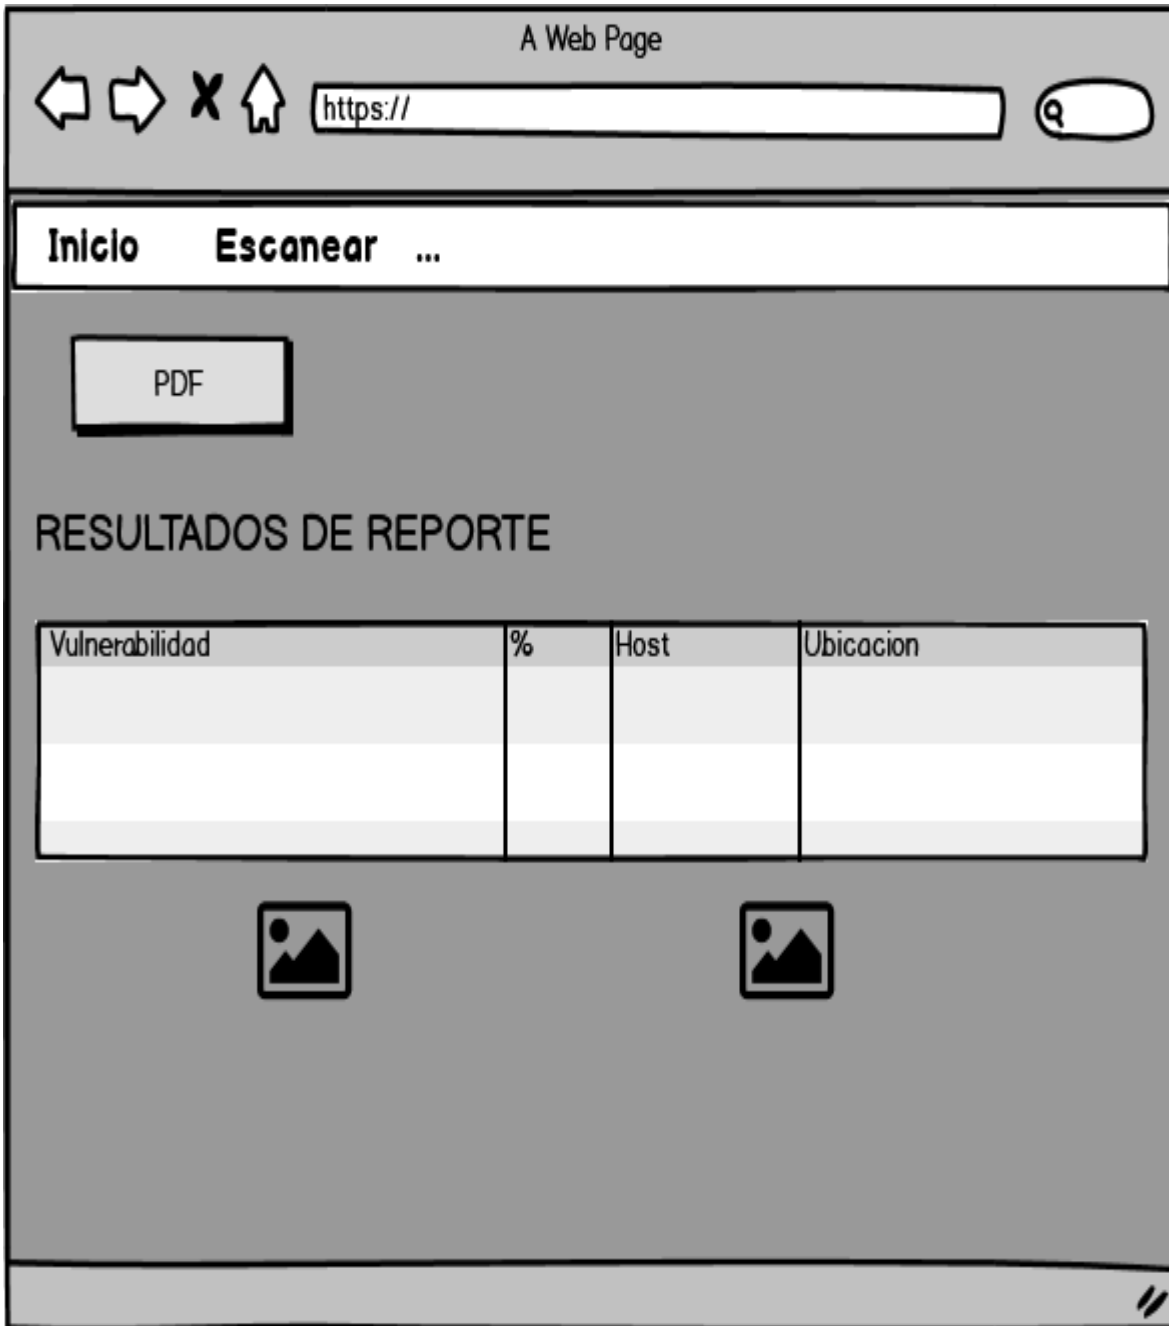 A Web Page
https://
Inicio Escanear ...
PDF
RESULTADOS DE REPORTE
Vulnerabilidad % Host Ubicacion